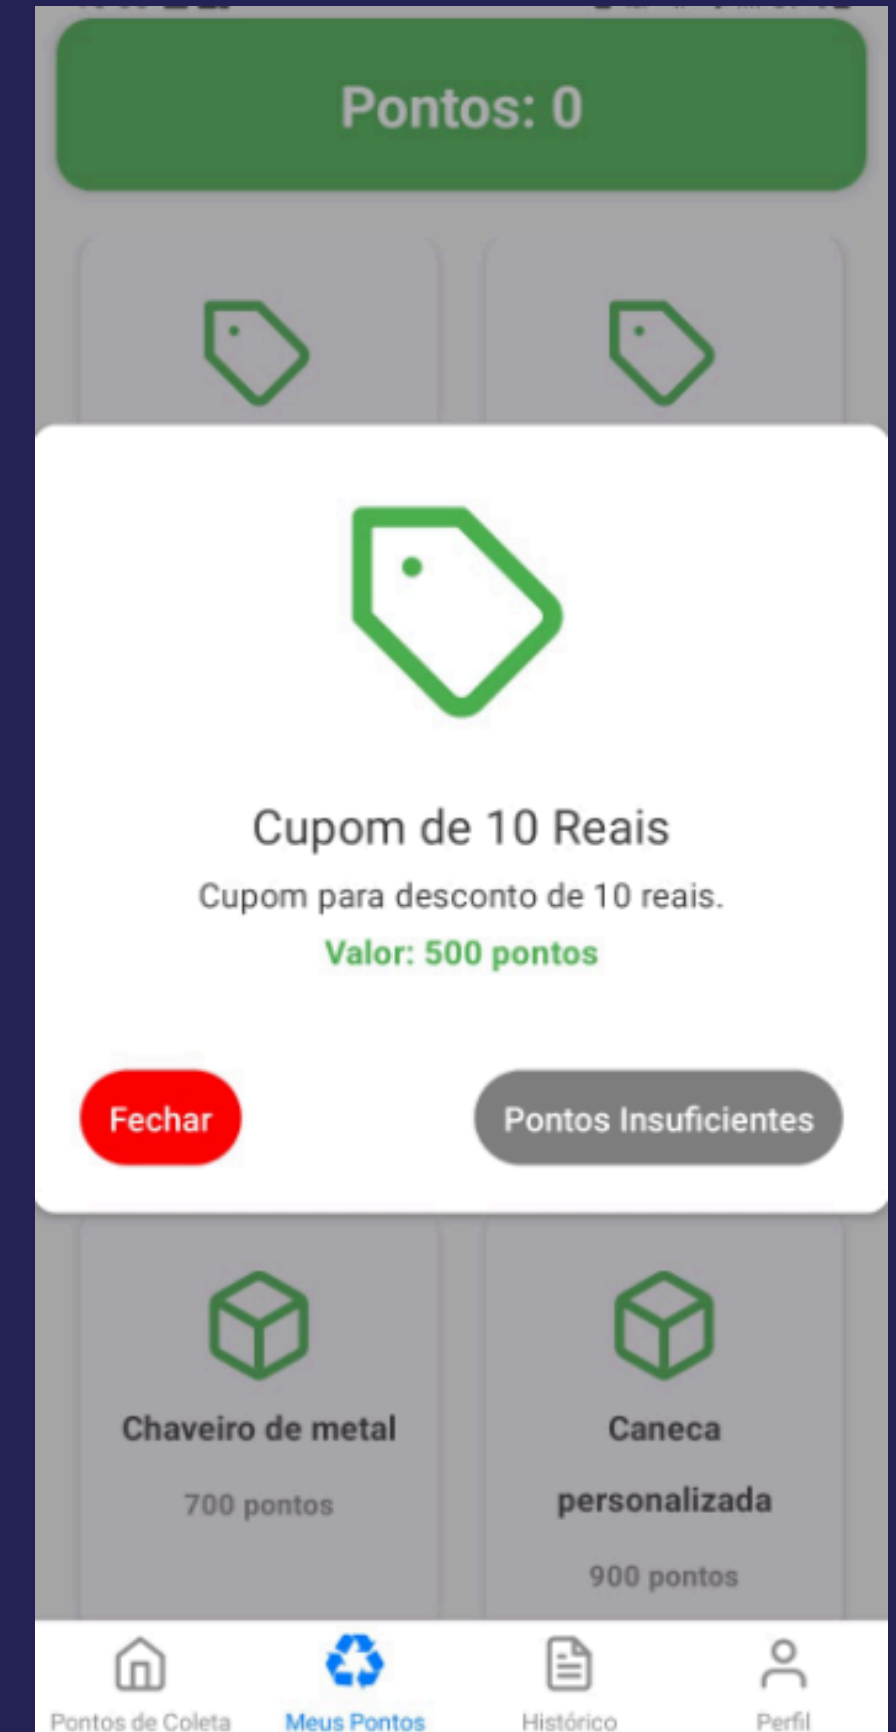 Pontos: 0
Cupom de 10 Reais
Cupom para desconto de 10 reais.
Valor: 500 pontos
Fechar
Pontos Insuficientes
Chaveiro de metal
700 pontos
Caneca
personalizada
900 pontos
Pontos de Coleta
Meus Pontos
Histórico
Perfil